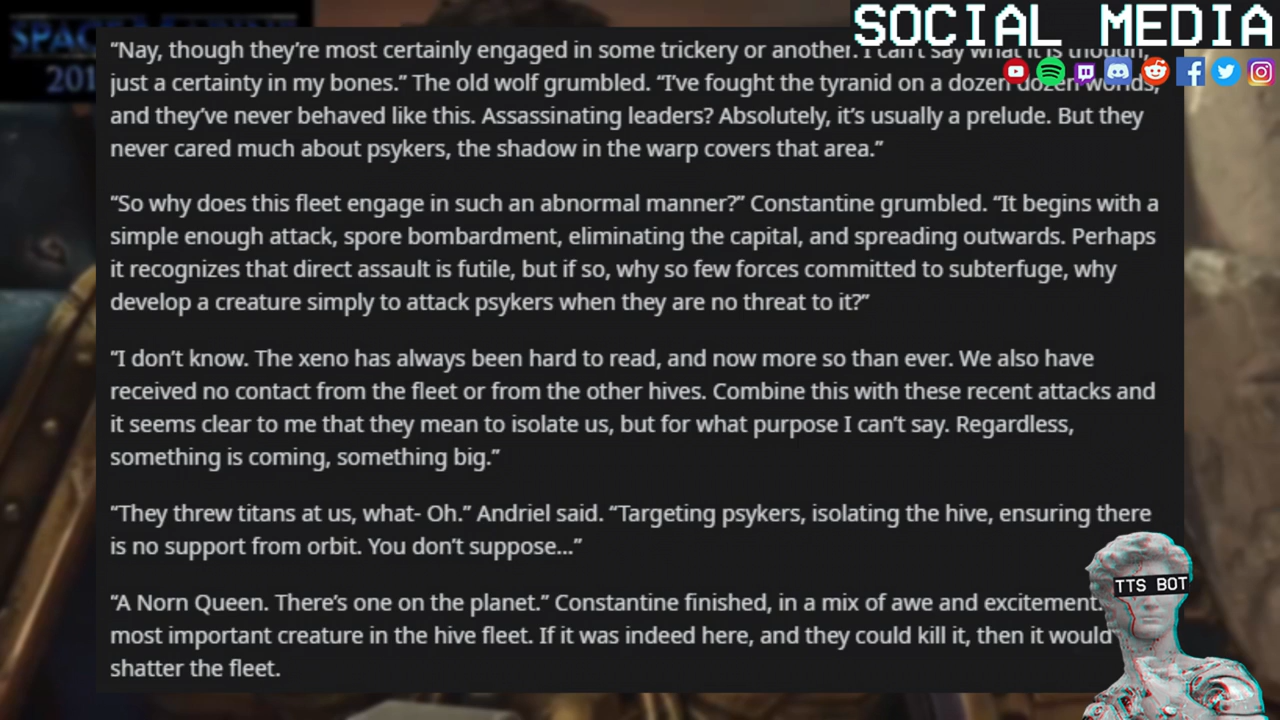 SOCIAL MEDIA
SPAC
201
“Nay, though they’re most certainly engaged in some trickery or another. I can’t say what it is though,
just a certainty in my bones.” The old wolf grumbled. “I’ve fought the tyranid on a dozen dozen worlds,
and they’ve never behaved like this. Assassinating leaders? Absolutely, it’s usually a prelude. But they
never cared much about psykers, the shadow in the warp covers that area.”
“So why does this fleet engage in such an abnormal manner?” Constantine grumbled. “It begins with a
simple enough attack, spore bombardment, eliminating the capital, and spreading outwards. Perhaps
it recognizes that direct assault is futile, but if so, why so few forces committed to subterfuge, why
develop a creature simply to attack psykers when they are no threat to it?”
“I don’t know. The xeno has always been hard to read, and now more so than ever. We also have
received no contact from the fleet or from the other hives. Combine this with these recent attacks and
it seems clear to me that they mean to isolate us, but for what purpose I can’t say. Regardless,
something is coming, something big.”
“They threw titans at us, what- Oh.” Andriel said. “Targeting psykers, isolating the hive, ensuring there
is no support from orbit. You don’t suppose...”
“A Norn Queen. There’s one on the planet.” Constantine finished, in a mix of awe and excitement.
most important creature in the hive fleet. If it was indeed here, and they could kill it, then it would
shatter the fleet.
TTS BOT